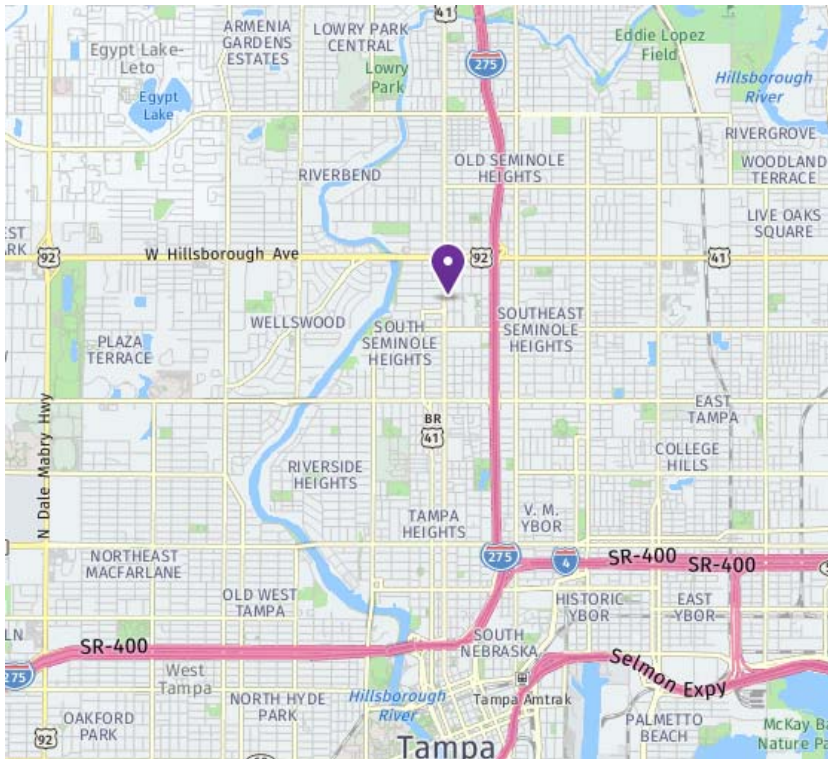 41
ARMENIA
GARDENS
ESTATES
LOWRY PARK
CENTRAL
Eddie Lopez
Field
Egypt Lake-
Leto
275
Lowry
Park
Hillsborough
River
Egypt
Lake
RIVERGROVE
OLD SEMINOLE
HEIGHTS
WOODLAND
TERRACE
RIVERBEND
LIVE OAKS
SQUARE
EST
ARK
92
W Hillsborough Ave
92
41
WELLSWOOD
SOUTH
SEMINOLE
HEIGHTS
SOUTHEAST
SEMINOLE
HEIGHTS
PLAZA
TERRACE
N Dale Mabry Hwy
BR
41
EAST
TAMPA
COLLEGE
HILLS
RIVERSIDE
HEIGHTS
TAMPA
HEIGHTS
V. M.
YBOR
NORTHEAST
MACFARLANE
275
4
SR-400
SR-400
OLD WEST
TAMPA
HISTORIC
YBOR
EAST
YBOR
LN
SR-400
SOUTH
NEBRASKA
275
West
Tampa
Selmon Expy
NORTH HYDE
PARK
Hillsborough
River
Tampa Amtrak
OAKFORD
PARK
92
PALMETTO
BEACH
McKay Ba
Nature Pa
Tampa